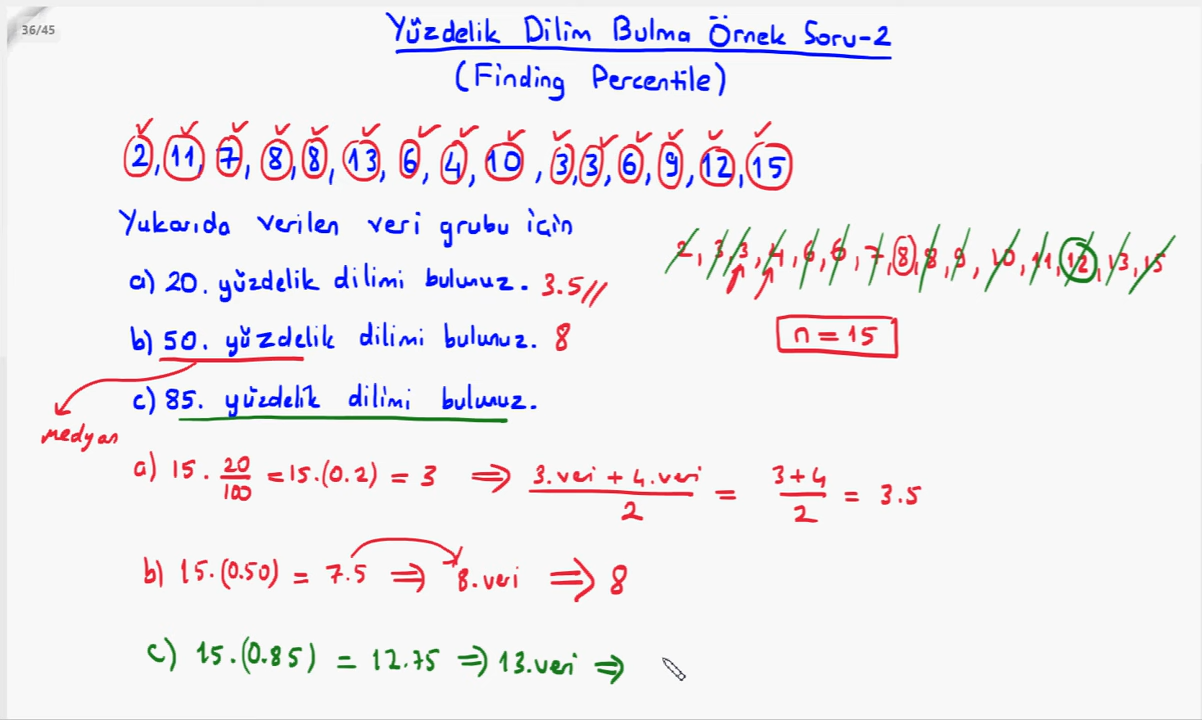 36/45
Yüzdelik Dilim Bulma Örnek Soru-2
(Finding Percentile)
2, 11, 7, 8, 8, 13, 6, 4, 10, 3, 3, 6, 9, 12, 15
Yukarıda verilen veri grubu için
2, 3, 3, 4, 6, 6, 7, 8, 8, 9, 10, 11, 12, 13, 15
a) 20. yüzdelik dilimi bulunuz. 3.5//
b) 50. yüzdelik dilimi bulunuz. 8
n = 15
c) 85. yüzdelik dilimi bulunuz.
medyan
a) 15 . 20/100 = 15.(0.2) = 3 ⇒ 3.veri + 4.veri / 2 = 3+4 / 2 = 3.5
b) 15.(0.50) = 7.5 ⇒ 8.veri ⇒ 8
c) 15.(0.85) = 12.75 ⇒ 13.veri ⇒